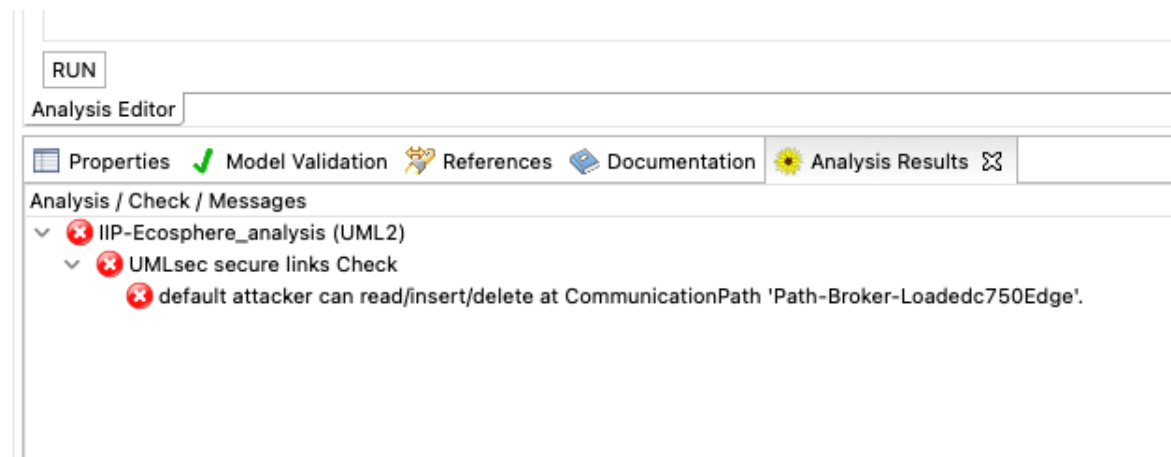 RUN
Analysis Editor
Properties Model Validation References Documentation Analysis Results
Analysis / Check / Messages
IIP-Ecosphere_analysis (UML2)
UMLsec secure links Check
default attacker can read/insert/delete at CommunicationPath 'Path-Broker-Loadedc750Edge'.